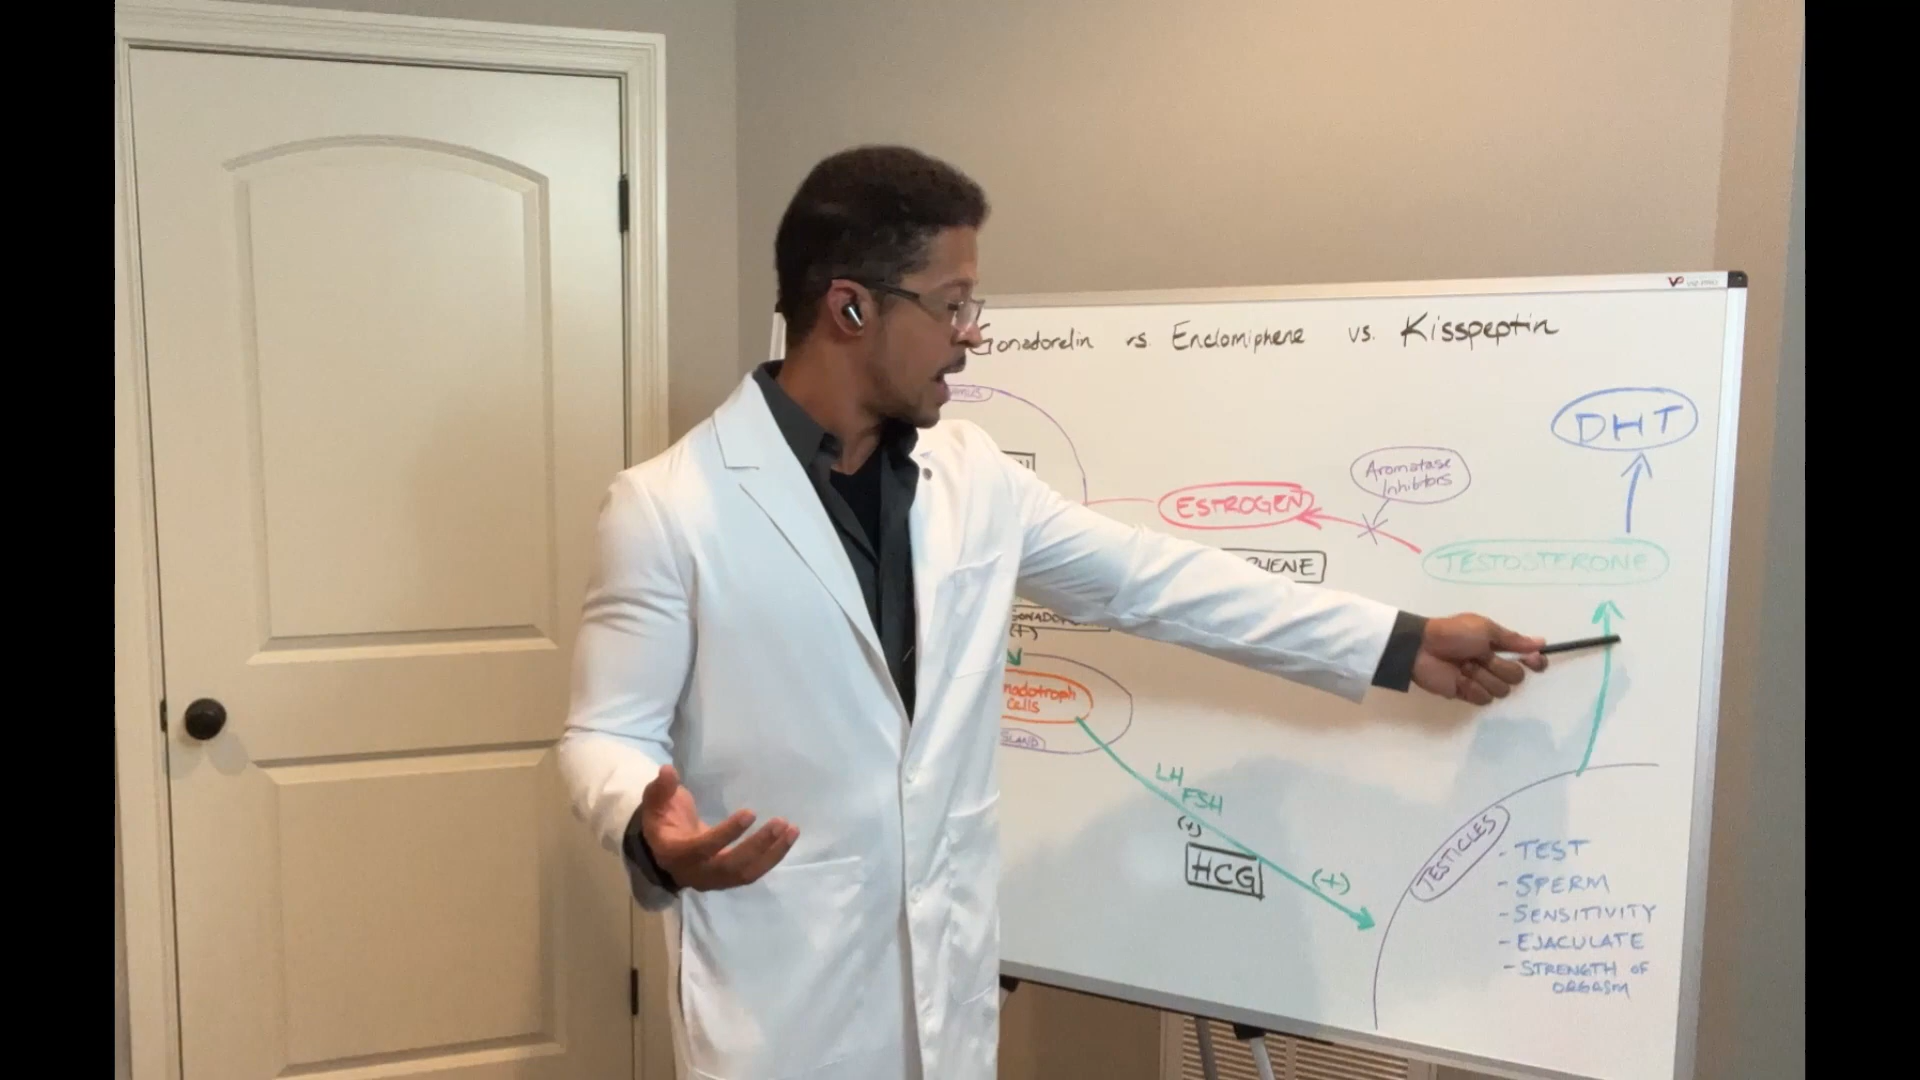 Gonadorelin vs. Enclomiphene vs. Kisspeptin
DHT
Aromatase
Inhibitors
ESTROGEN
TESTOSTERONE
(+)
Cells
LH
FSH
(+)
HCG
(+)
TESTICLES
- TEST
- SPERM
- SENSITIVITY
- EJACULATE
- STRENGTH OF
ORGASM